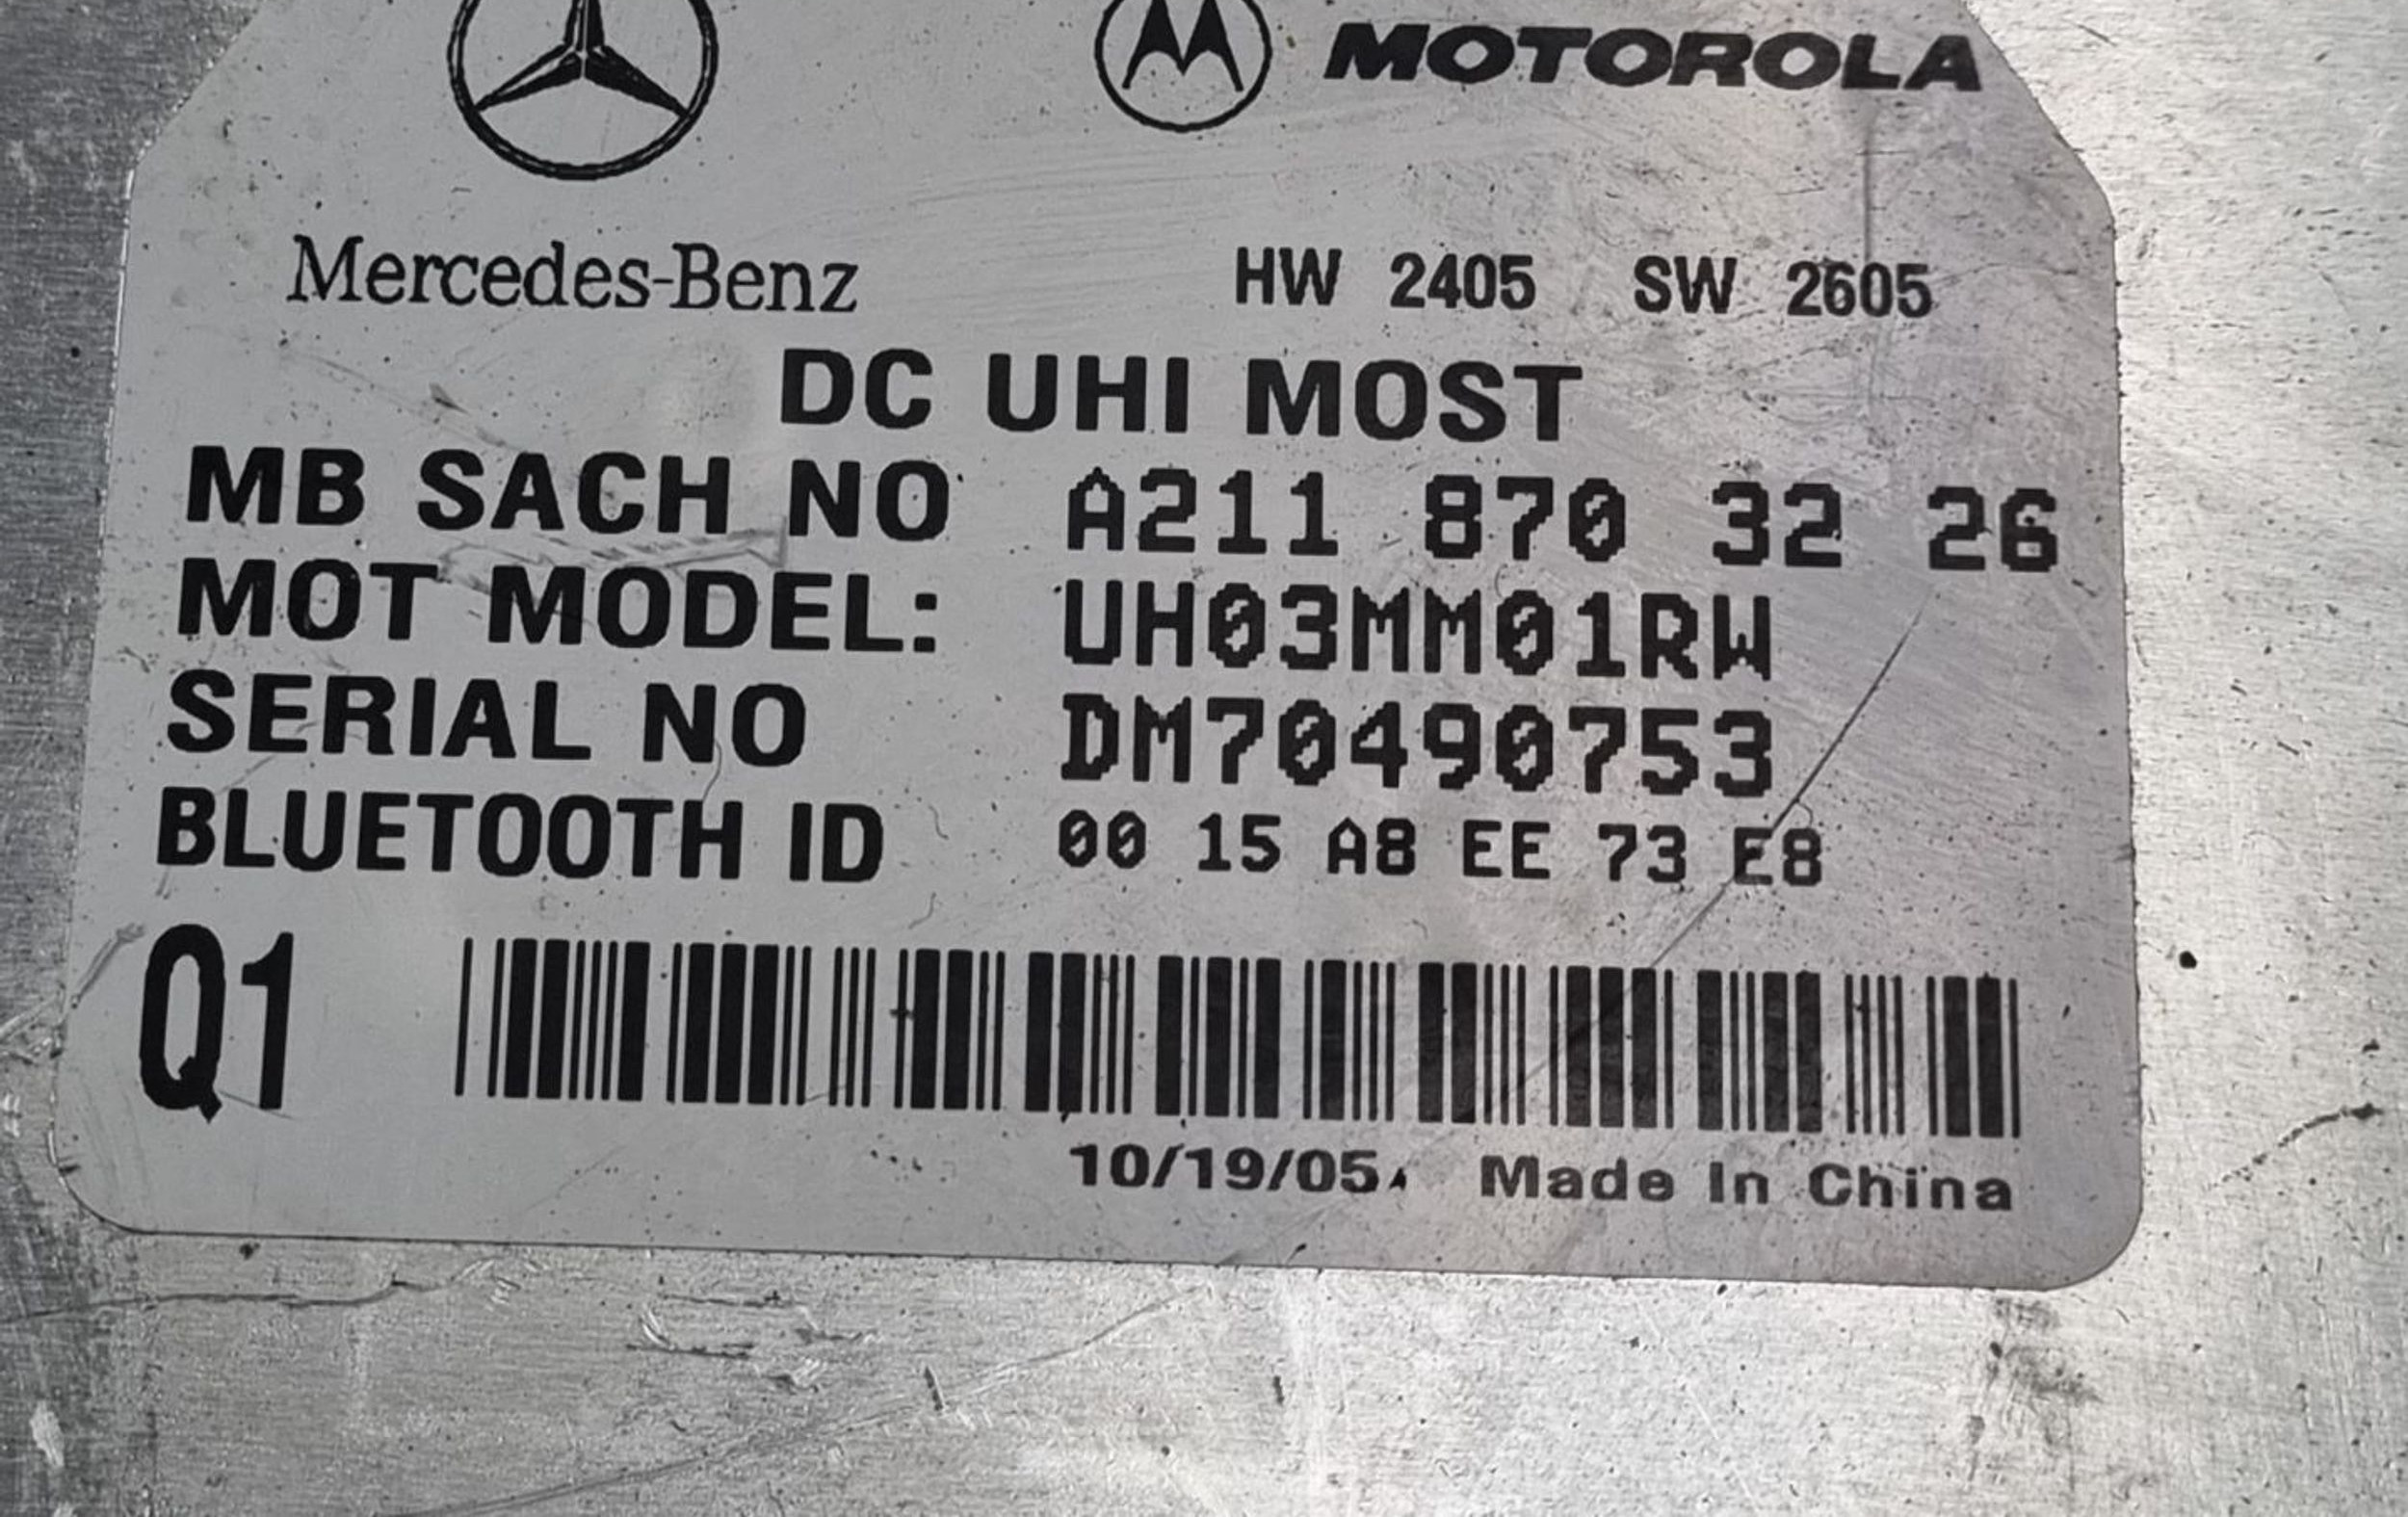 MOTOROLA
Mercedes-Benz
HW 2405 SW 2605
DC UHI MOST
MB SACH NO A211 870 32 26
MOT MODEL: UH03MM01RW
SERIAL NO DM70490753
BLUETOOTH ID 00 15 A8 EE 73 E8
Q1
10/19/05 Made In China